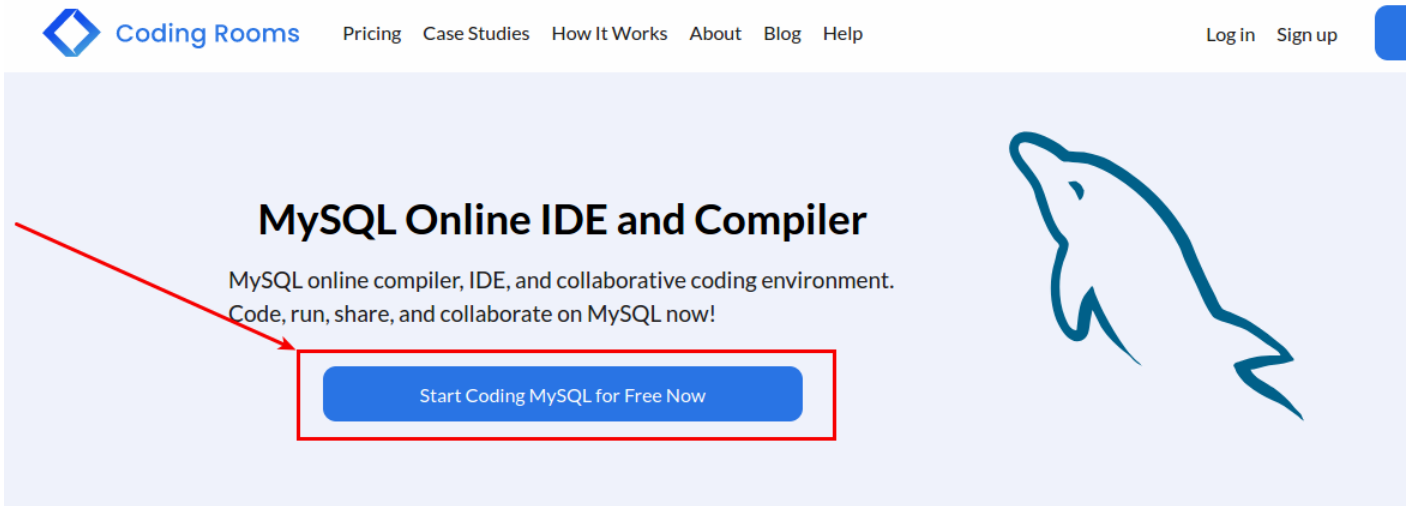 Coding Rooms Pricing Case Studies How It Works About Blog Help Log in Sign up
MySQL Online IDE and Compiler
MySQL online compiler, IDE, and collaborative coding environment.
Code, run, share, and collaborate on MySQL now!
Start Coding MySQL for Free Now